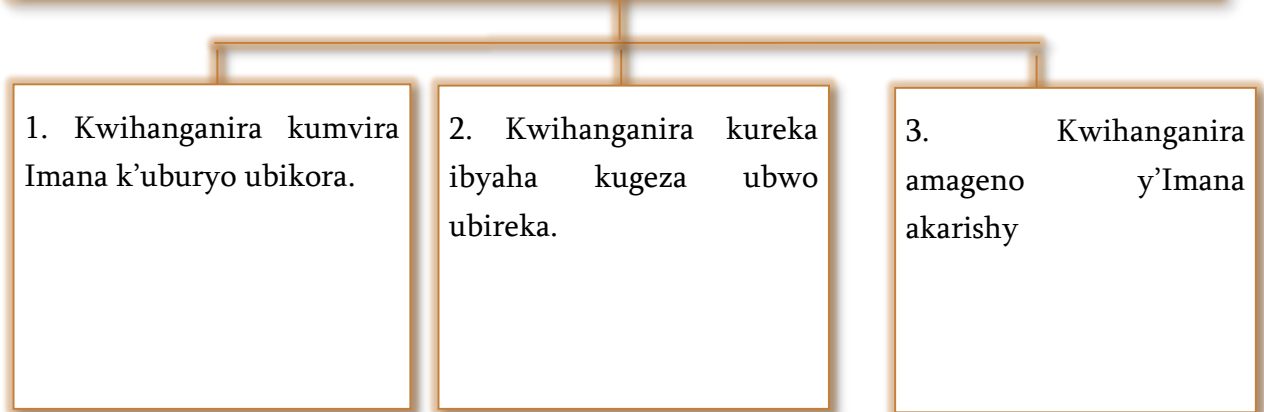 1. Kwihanganira kumvira
Imana k’uburyo ubikora.
2. Kwihanganira kureka
ibyaha kugeza ubwo
ubireka.
3. Kwihanganira
amageno y’Imana
akarishy